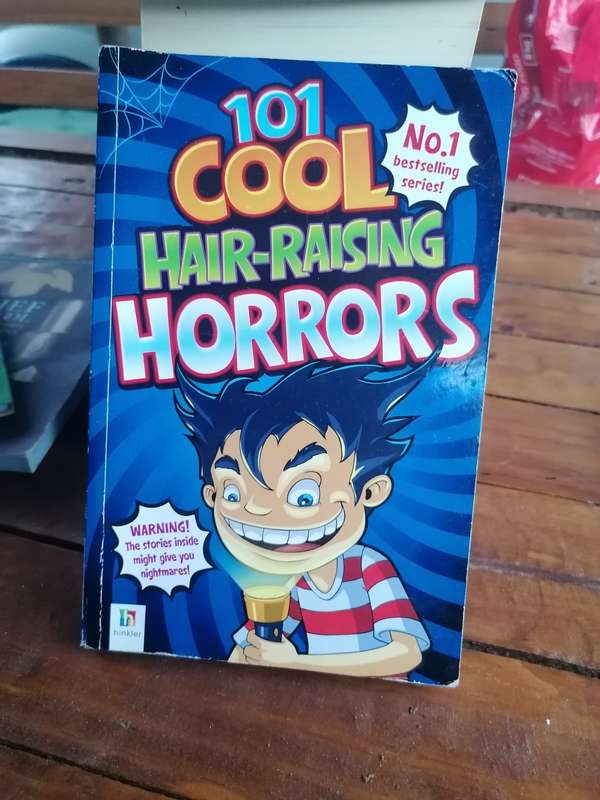 101
COOL
HAIR-RAISING
HORRORS
No.1
bestselling
series!
WARNING!
The stories inside
might give you
nightmares!
hinkler